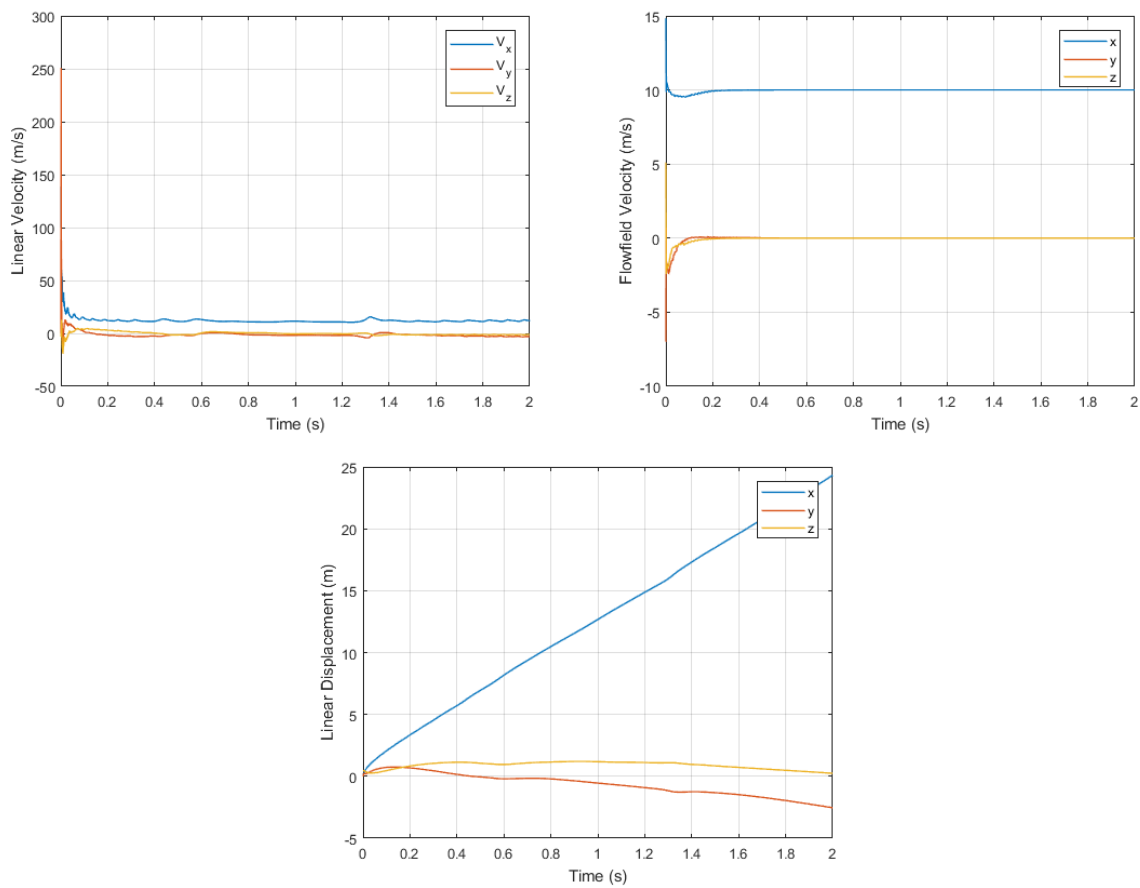 300
250
200
150
100
50
0
-50
Linear Velocity (m/s)
V_x
V_y
V_z
0 0.2 0.4 0.6 0.8 1 1.2 1.4 1.6 1.8 2
Time (s)
15
10
5
0
-5
-10
Flowfield Velocity (m/s)
x
y
z
0 0.2 0.4 0.6 0.8 1 1.2 1.4 1.6 1.8 2
Time (s)
25
20
15
10
5
0
-5
Linear Displacement (m)
x
y
z
0 0.2 0.4 0.6 0.8 1 1.2 1.4 1.6 1.8 2
Time (s)